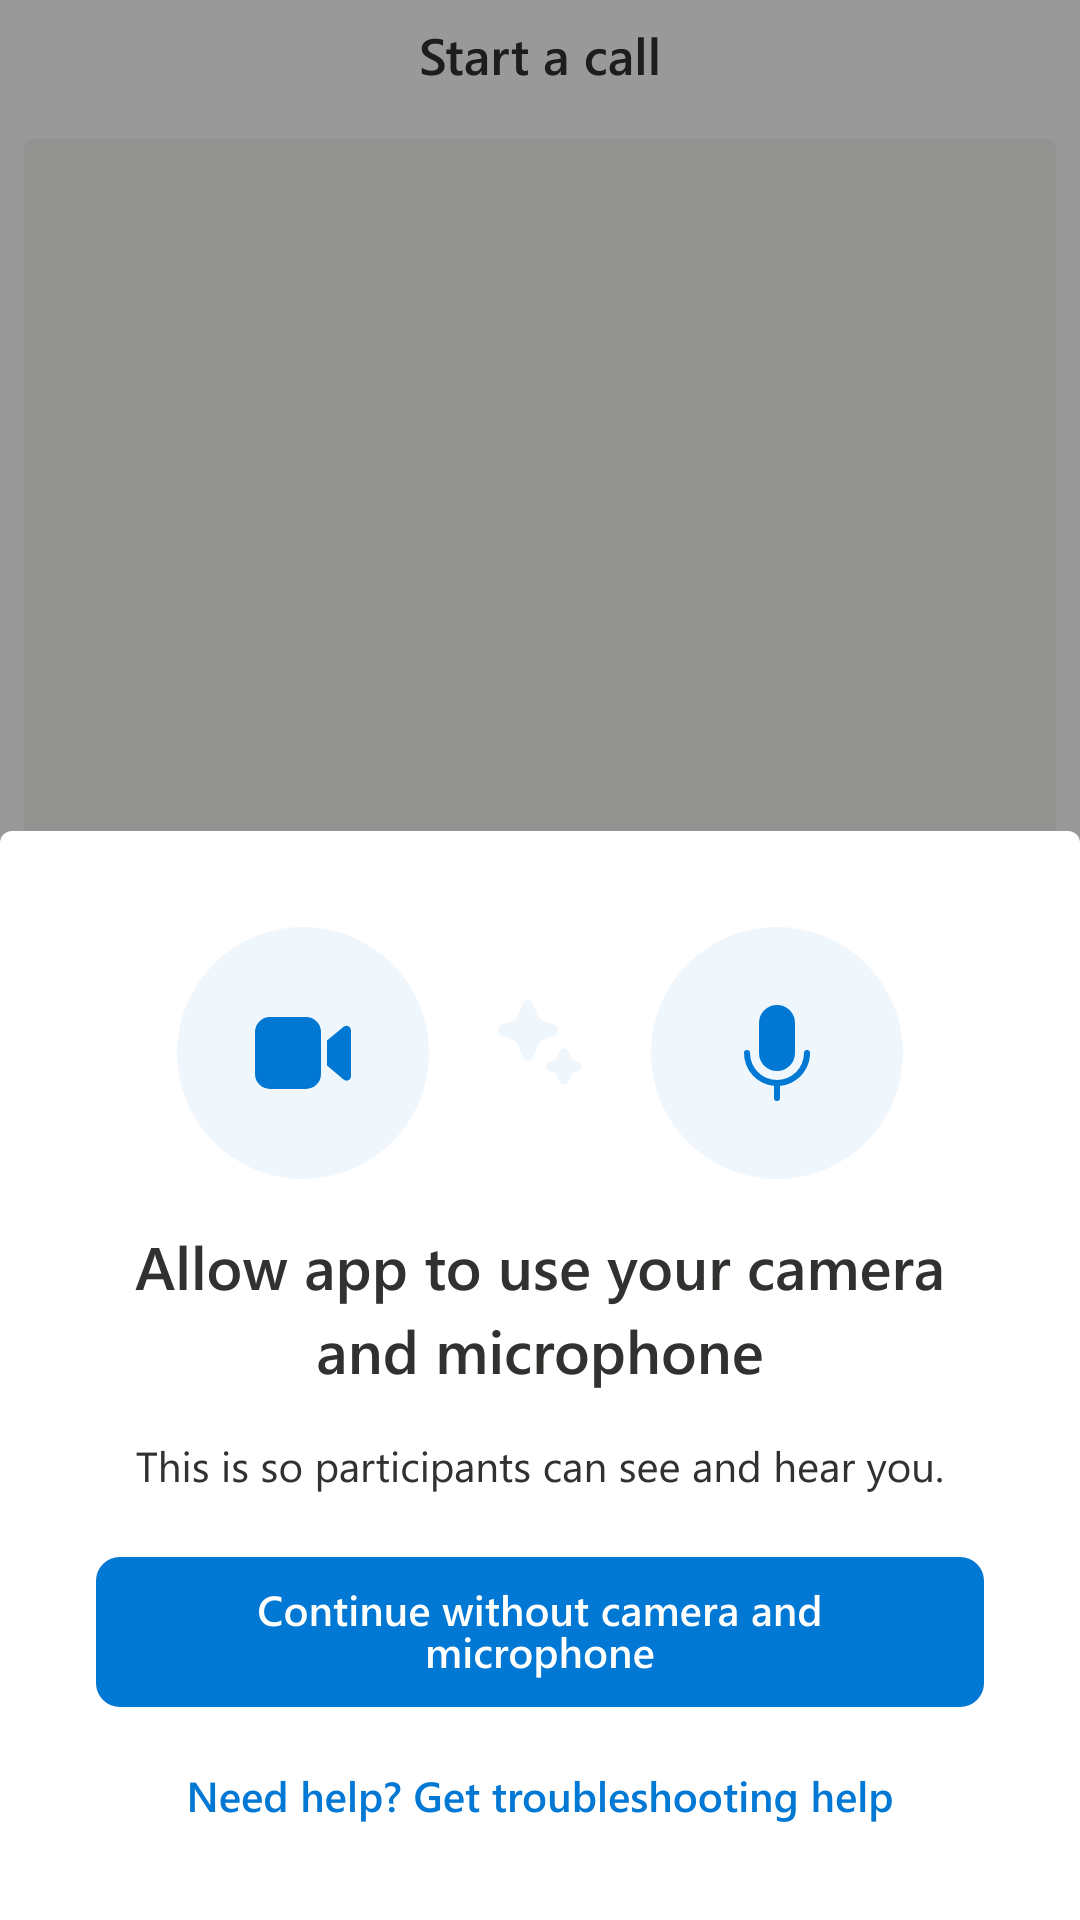 Start a call
Allow app to use your camera
and microphone
This is so participants can see and hear you.
Continue without camera and
microphone
Need help? Get troubleshooting help